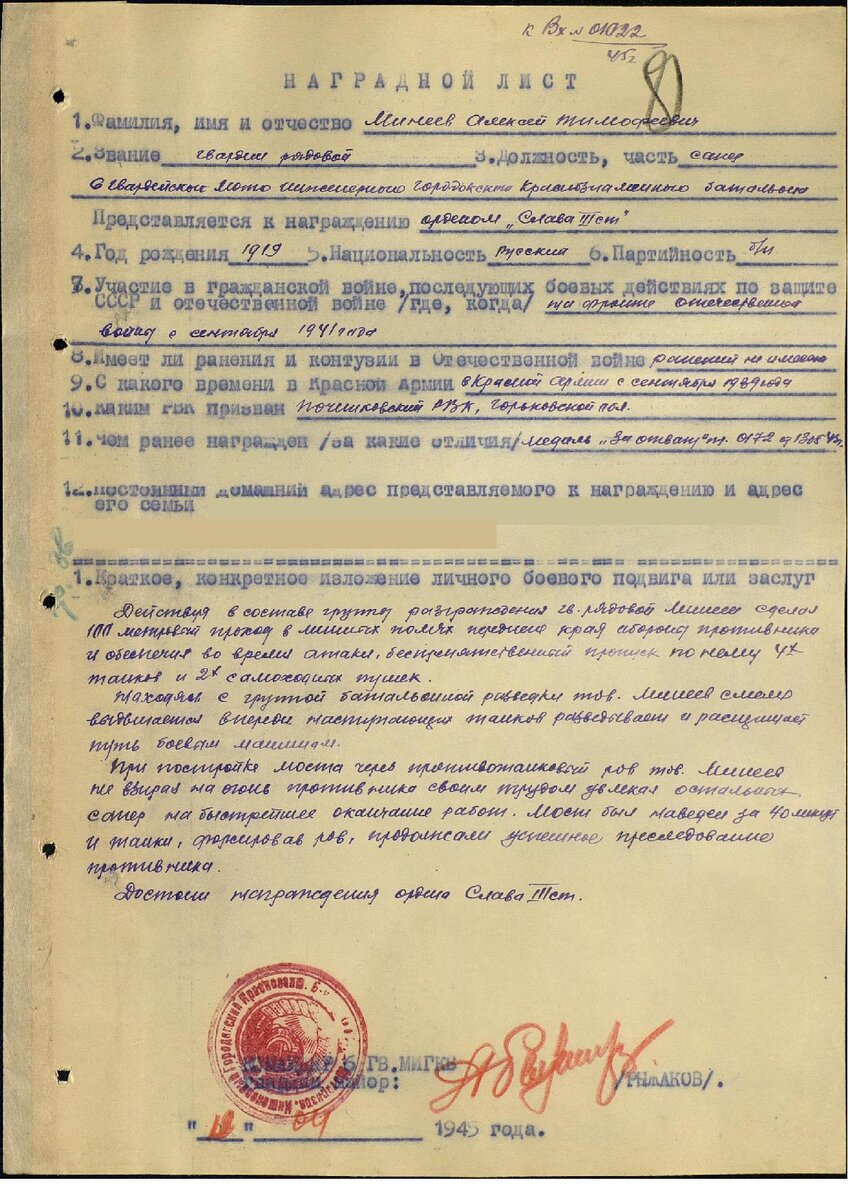 к Вх № 01022
45г
НАГРАДНОЙ ЛИСТ
1. Фамилия, имя и отчество Минеев Алексей Тимофеевич
2. Звание гвардии рядовой 3. Должность, часть сапер
6 гвардейского Мото инженерного Городокского Краснознаменного батальона
Представляется к награждению орденом „Слава III ст"
4. Год рождения 1919 5. Национальность русский 6. Партийность б/п
7. Участие в гражданской войне, последующих боевых действиях по защите
СССР и отечественной войне /где, когда/ на фронте отечественной
войны с сентября 1941 года
8. Имеет ли ранения и контузии в Отечественной войне ранений не имеет
9. С какого времени в Красной Армии в Красной Армии с сентября 1939 года
10. Каким РВК призван Починковский РВК, Горьковской обл.
11. Чем ранее награжден /за какие отличия/ медаль „За отвагу" 0172
12. Постоянный домашний адрес представляемого к награждению и адрес
его семьи
1. Краткое, конкретное изложение личного боевого подвига или заслуг
Действуя в составе группы разграждения гв. рядовой Минеев сделал
100 метровый проход в минных полях переднего края обороны противника
и обеспечил во время атаки, беспрепятственный пропуск по нему 4х
танков и 2х самоходных пушек.
Находясь с группой батальонной разведки тов. Минеев смело
выдвигается впереди наступающих танков разведывает и расчищает
путь боевым машинам.
При постройке моста через противотанковый ров тов. Минеев
не взирая на огонь противника своим трудом увлекал остальных
сапер на быстрейшее окончание работ. Мост был наведен за 40 минут
и танки, форсировав ров, продолжали успешное преследование
противника.
Достоин награждения ордена Слава III ст.
КОМАНДИР 6 ГВ.МИГКБ
гвардии майор: /РЫЖАКОВ/.
"12" 04 1945 года.